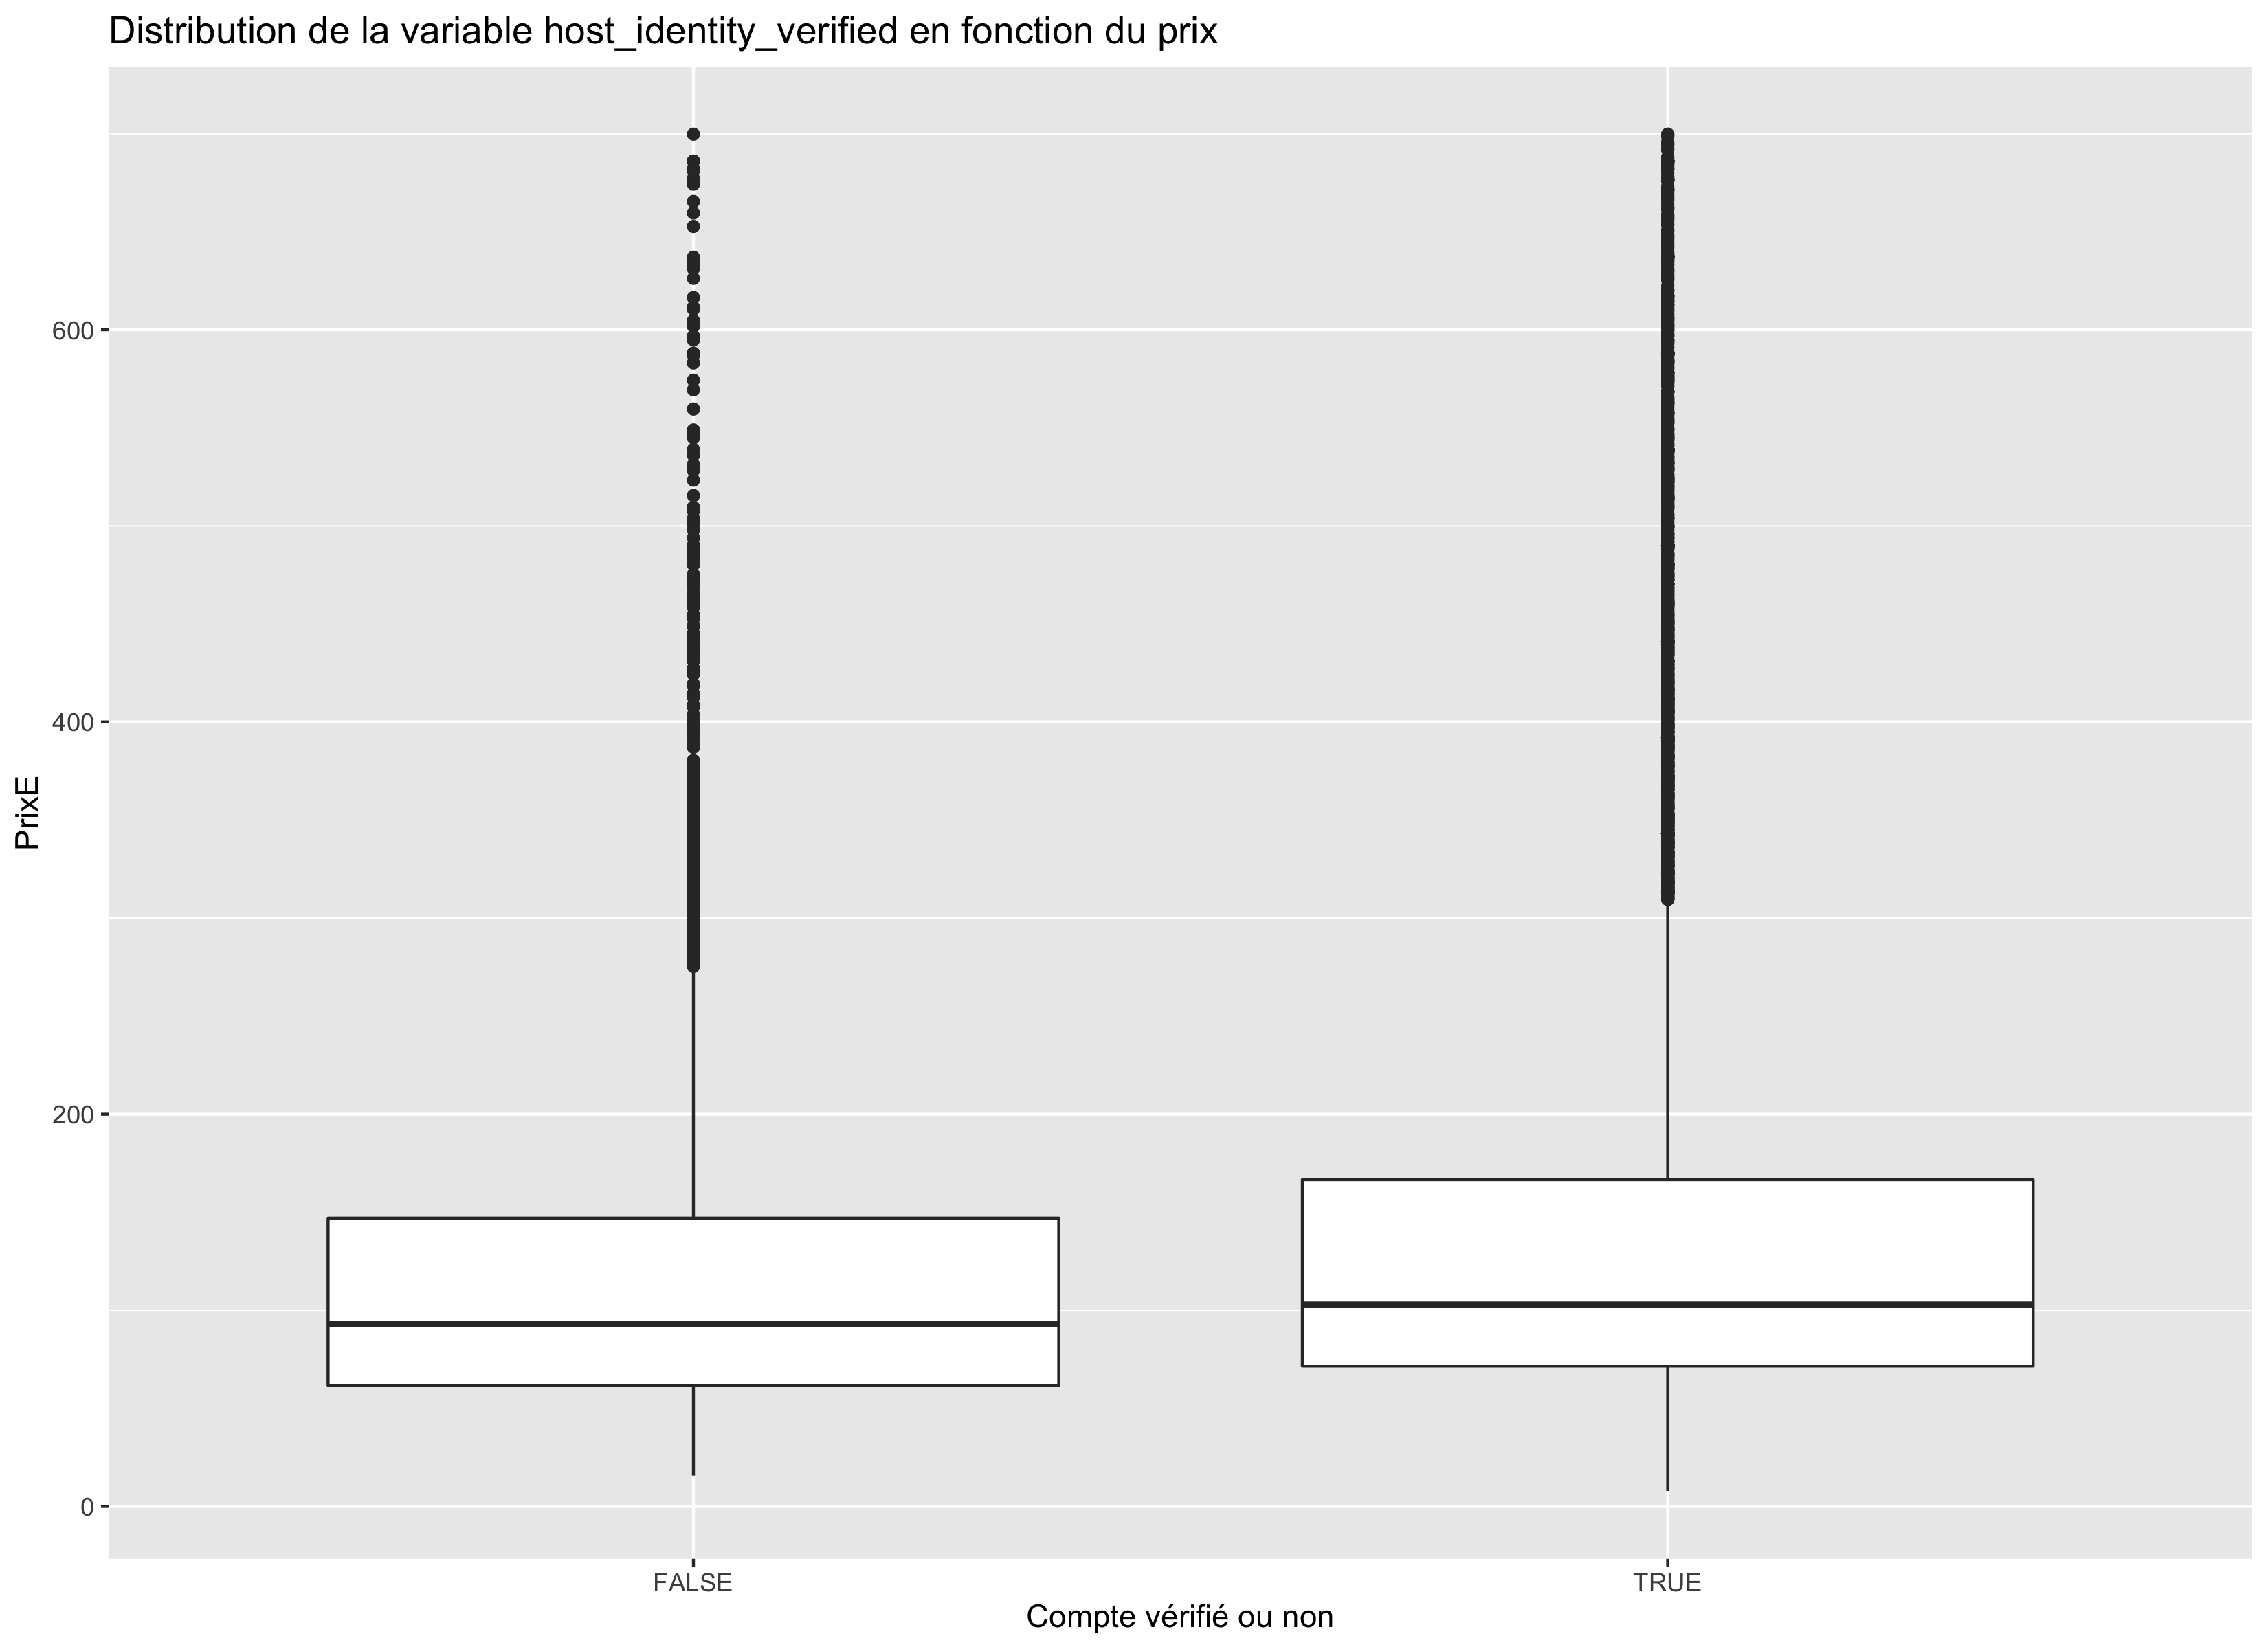 Distribution de la variable host_identity_verified en fonction du prix
PrixE
600
400
200
0
FALSE
TRUE
Compte vérifié ou non